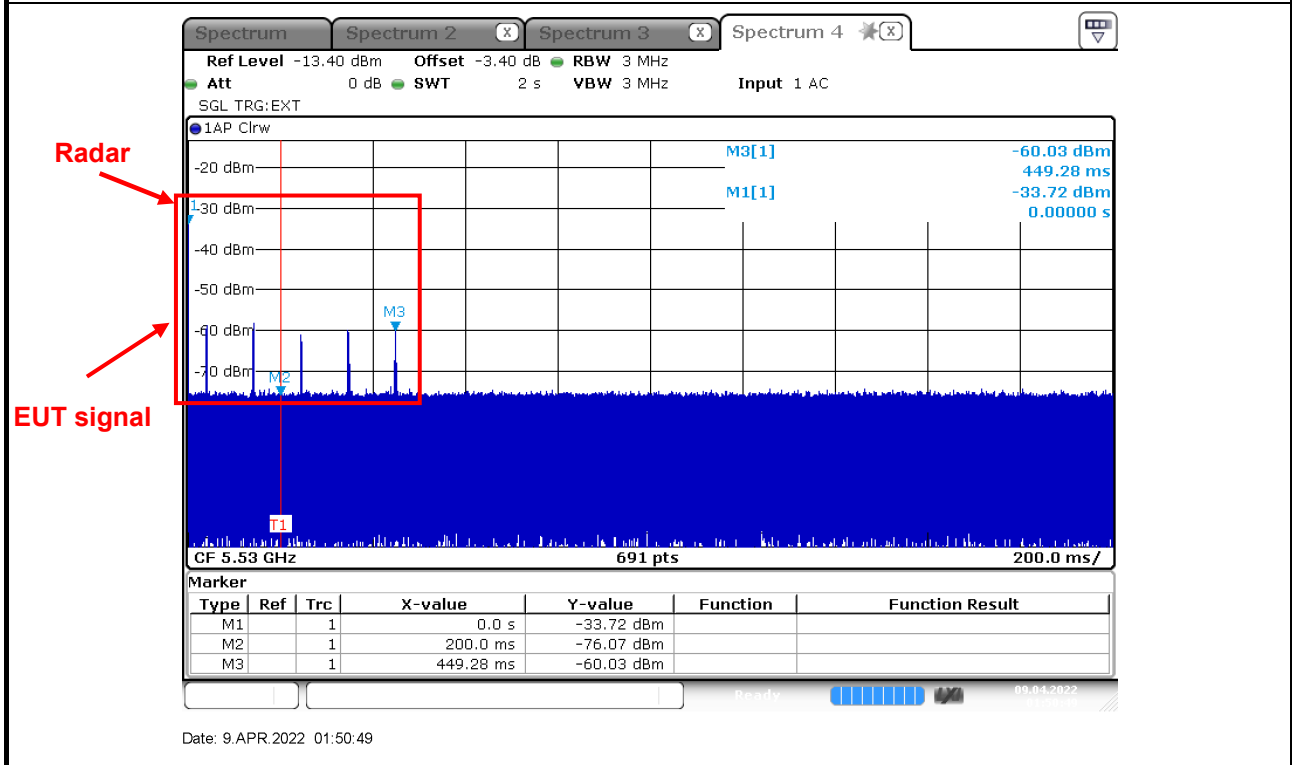 Spectrum Spectrum 2 X Spectrum 3 X Spectrum 4 X
Ref Level -13.40 dBm Offset -3.40 dB RBW 3 MHz
Att 0 dB SWT 2 s VBW 3 MHz Input 1 AC
SGL TRG:EXT
1AP Clrw
Radar
M3[1] -60.03 dBm
449.28 ms
M1[1] -33.72 dBm
0.00000 s
-20 dBm
1
-30 dBm
-40 dBm
-50 dBm
M3
-60 dBm
-70 dBm
M2
EUT signal
T1
CF 5.53 GHz 691 pts 200.0 ms/
Marker
Type Ref Trc X-value Y-value Function Function Result
M1 1 0.0 s -33.72 dBm
M2 1 200.0 ms -76.07 dBm
M3 1 449.28 ms -60.03 dBm
Ready 09.04.2022
Date: 9.APR.2022 01:50:49